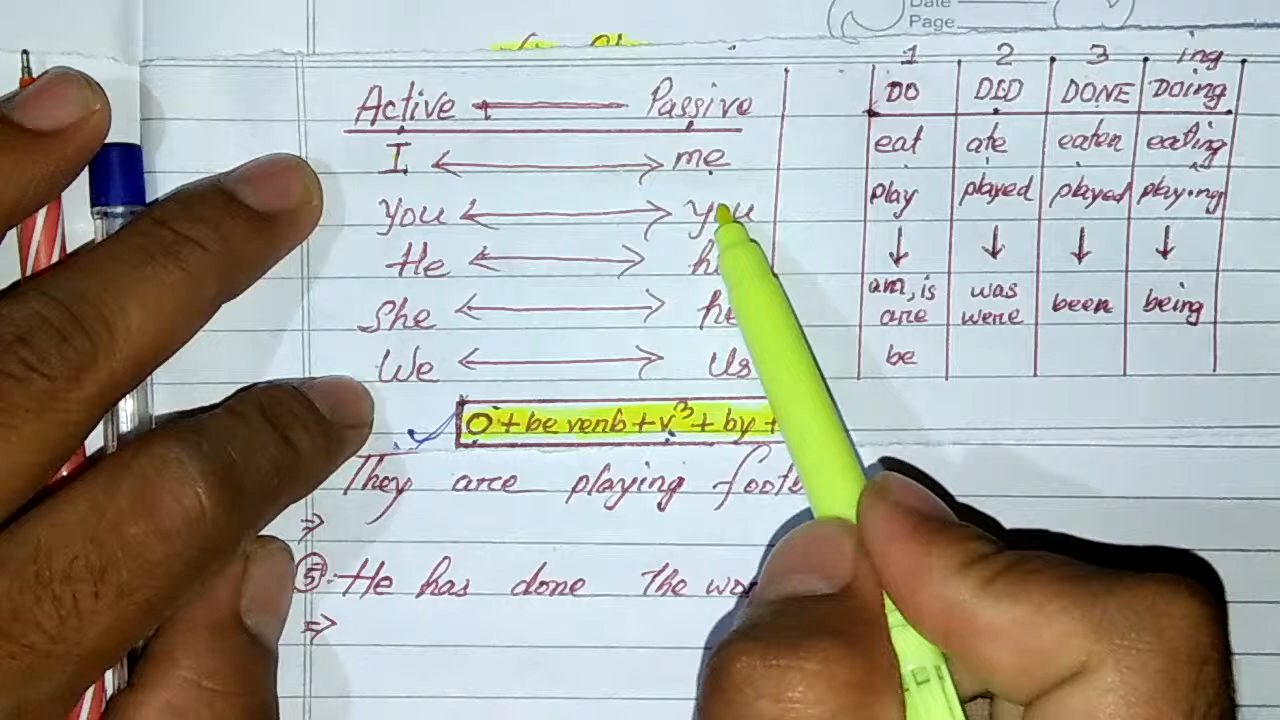 Date
Page
Active Passive
I me
You you
He
She
We us
O + be verb + v³ + by +
They are playing
⇒
⑤. He has done The
⇒
1 2 3 ing
DO DID DONE DOing
eat ate eaten eating
play played played playing
↓ ↓ ↓ ↓
am, is was been being
are were
be